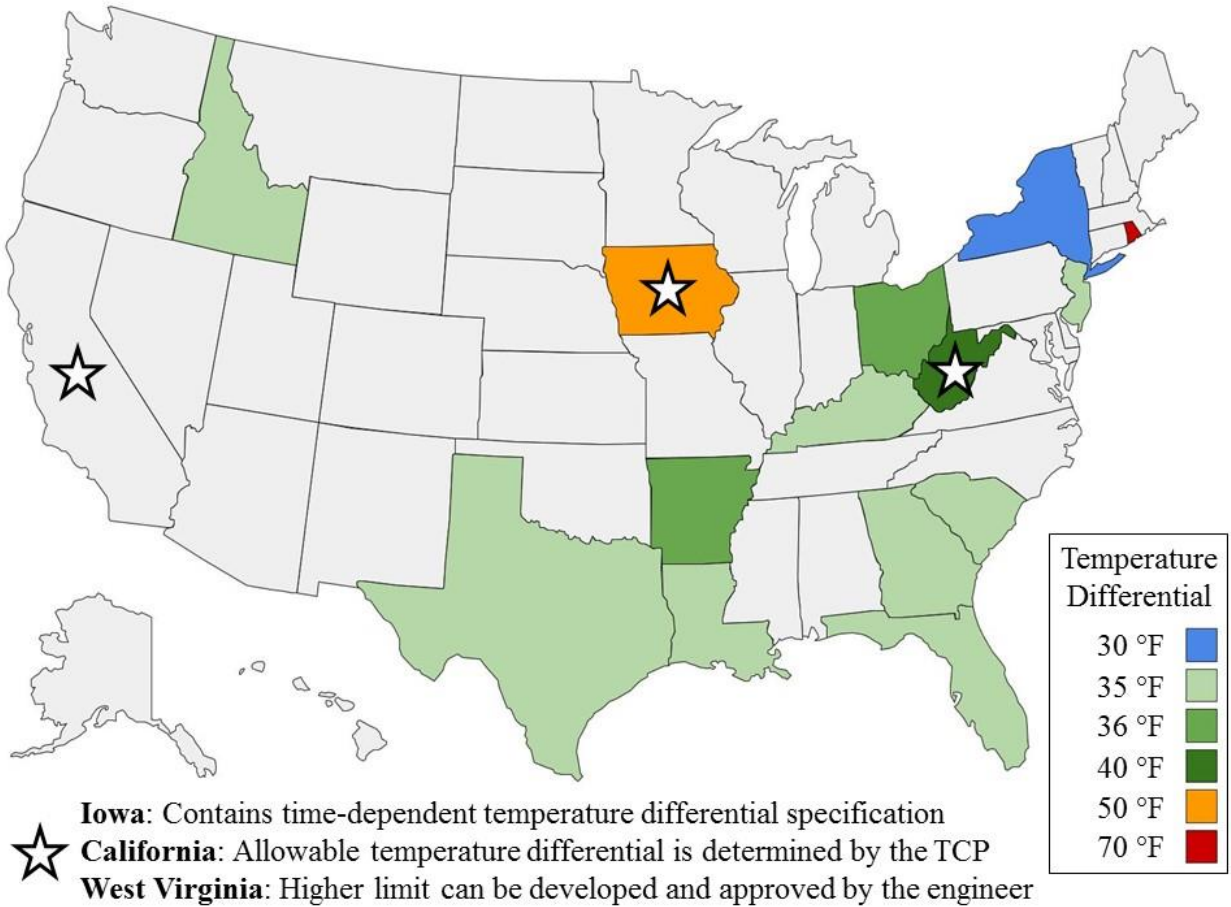 Temperature
Differential
30 °F
35 °F
36 °F
40 °F
50 °F
70 °F
Iowa: Contains time-dependent temperature differential specification
California: Allowable temperature differential is determined by the TCP
West Virginia: Higher limit can be developed and approved by the engineer